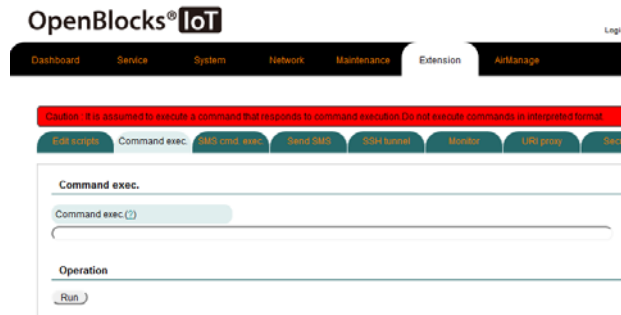 OpenBlocks® IoT
Logi
Dashboard Service System Network Maintenance Extension AirManage
Caution : It is assumed to execute a command that responds to command execution.Do not execute commands in interpreted format.
Edit scripts Command exec. SMS cmd. exec. Send SMS SSH tunnel Monitor URI proxy Sec
Command exec.
Command exec.(?)
Operation
Run